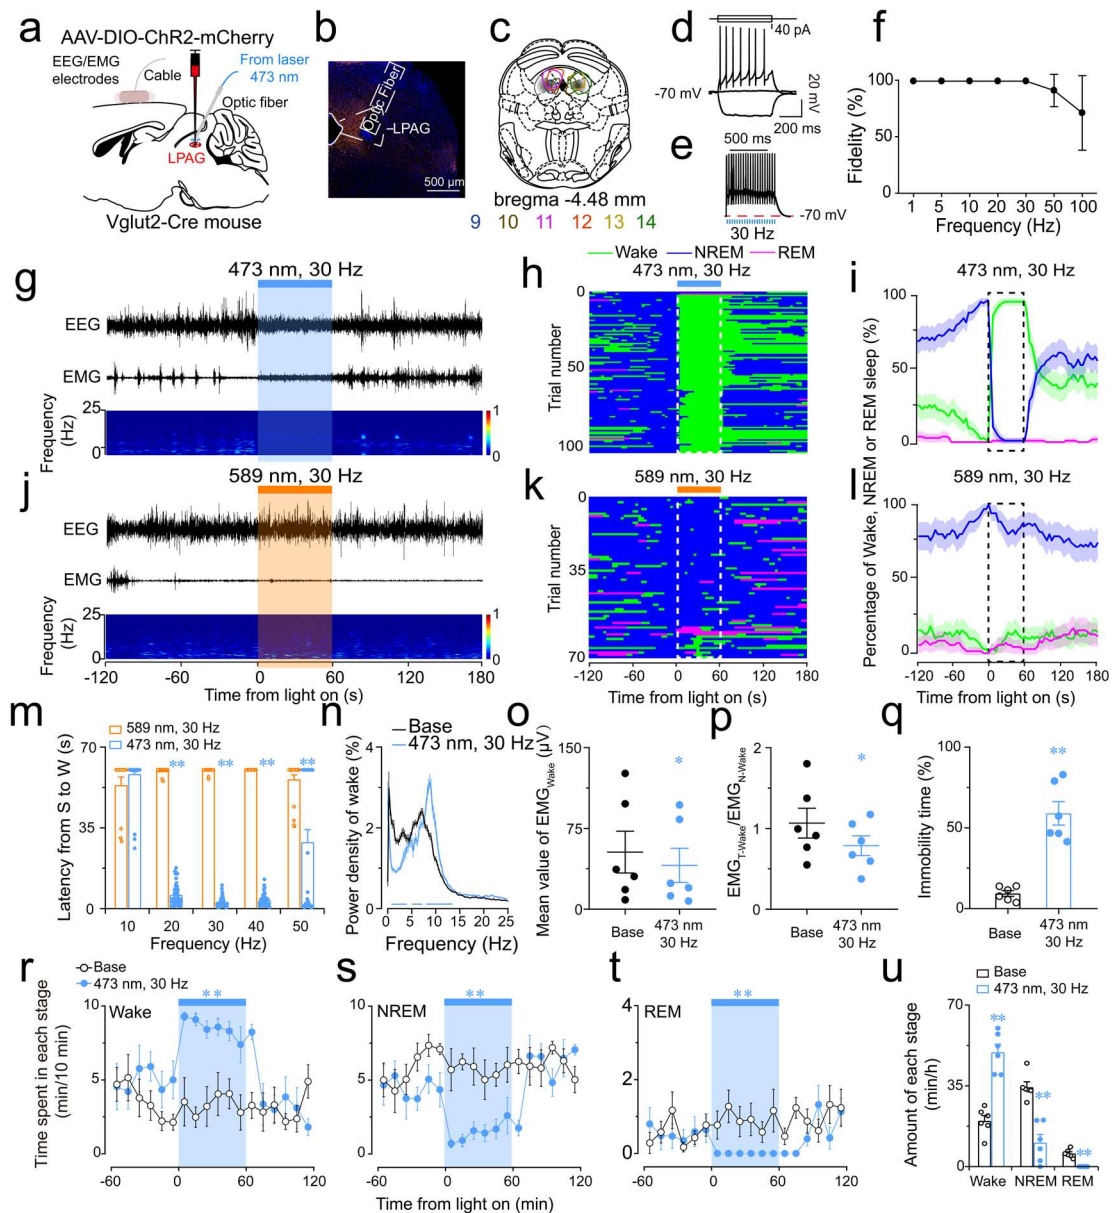 a
AAV-DIO-ChR2-mCherry
EEG/EMG
electrodes
Cable
From laser
473 nm
Optic fiber
LPAG
Vglut2-Cre mouse
b
Optic Fiber
LPAG
500 µm
c
bregma -4.48 mm
9 10 11 12 13 14
d
40 pA
-70 mV
20 mV
200 ms
e
500 ms
-70 mV
30 Hz
f
Fidelity (%)
100
50
0
1 5 10 20 30 50 100
Frequency (Hz)
g
473 nm, 30 Hz
EEG
EMG
Frequency
(Hz)
25
0
1
0
h
Wake NREM REM
473 nm, 30 Hz
Trial number
0
50
100
i
473 nm, 30 Hz
100
50
0
Percentage of Wake, NREM or REM sleep (%)
j
589 nm, 30 Hz
EEG
EMG
Frequency
(Hz)
25
0
1
0
-120 -60 0 60 120 180
Time from light on (s)
k
589 nm, 30 Hz
Trial number
0
35
70
-120 -60 0 60 120 180
Time from light on (s)
l
589 nm, 30 Hz
100
50
0
-120 -60 0 60 120 180
Time from light on (s)
m
589 nm, 30 Hz
473 nm, 30 Hz
Latency from S to W (s)
70
35
0
** ** ** **
10 20 30 40 50
Frequency (Hz)
n
Base
473 nm, 30 Hz
Power density of wake (%)
4
3
2
1
0
0 5 10 15 20 25
Frequency (Hz)
o
Mean value of EMG Wake (µV)
150
75
0
*
Base 473 nm
30 Hz
p
EMG T-Wake/EMG N-Wake
2
1
0
*
Base 473 nm
30 Hz
q
Immobility time (%)
100
50
0
**
Base 473 nm
30 Hz
r
Base
473 nm, 30 Hz
Time spent in each stage
(min/10 min)
10
5
0
Wake
**
-60 0 60 120
s
10
5
0
NREM
**
-60 0 60 120
Time from light on (min)
t
4
2
0
REM
**
-60 0 60 120
u
Base
473 nm, 30 Hz
Amount of each stage
(min/h)
70
35
0
** ** **
Wake NREM REM